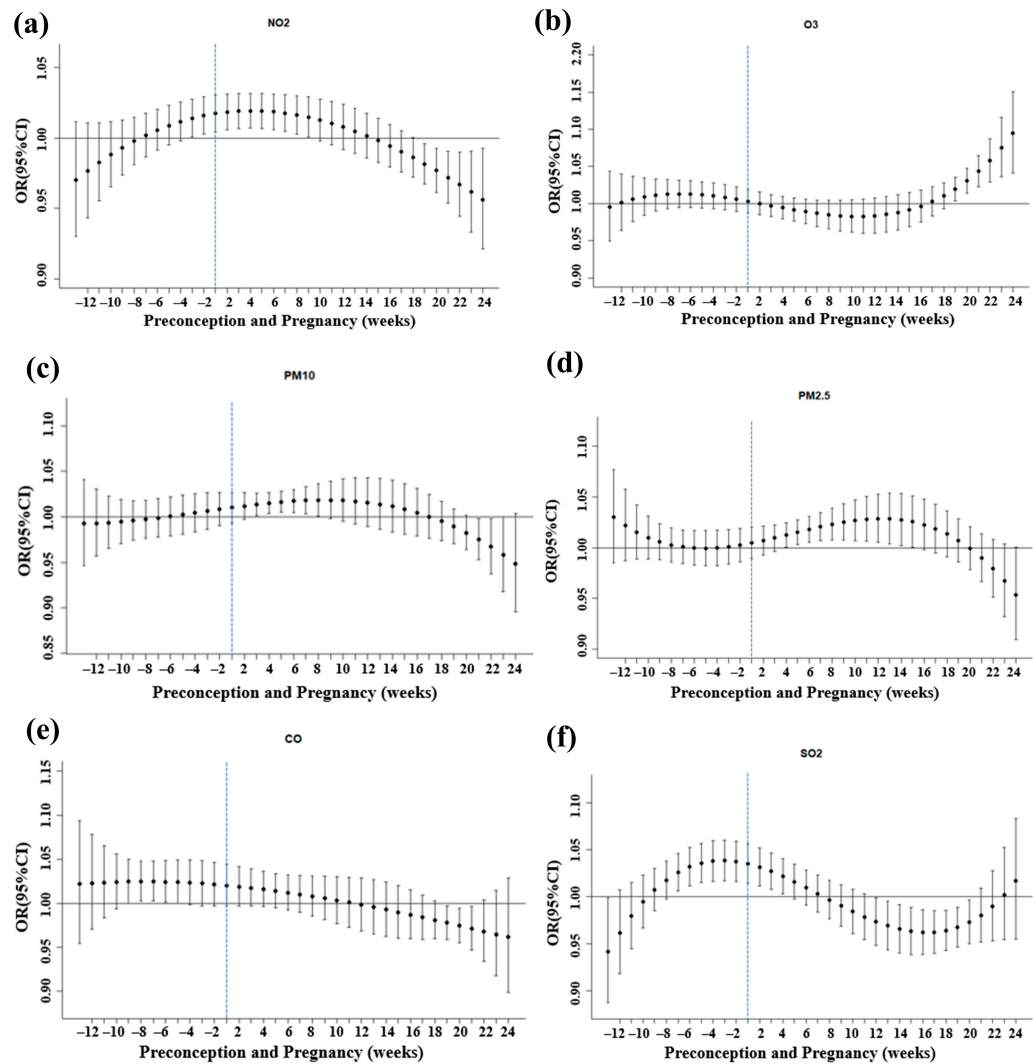 (a)
NO2
OR(95%CI)
1.05
1.00
0.95
0.90
−12 −10 −8 −6 −4 −2 2 4 6 8 10 12 14 16 18 20 22 24
Preconception and Pregnancy (weeks)
(b)
O3
OR(95%CI)
2.20
1.15
1.10
1.05
1.00
0.95
0.90
−12 −10 −8 −6 −4 −2 2 4 6 8 10 12 14 16 18 20 22 24
Preconception and Pregnancy (weeks)
(c)
PM10
OR(95%CI)
1.10
1.05
1.00
0.95
0.90
0.85
−12 −10 −8 −6 −4 −2 2 4 6 8 10 12 14 16 18 20 22 24
Preconception and Pregnancy (weeks)
(d)
PM2.5
OR(95%CI)
1.10
1.05
1.00
0.95
0.90
−12 −10 −8 −6 −4 −2 2 4 6 8 10 12 14 16 18 20 22 24
Preconception and Pregnancy (weeks)
(e)
CO
OR(95%CI)
1.15
1.10
1.05
1.00
0.95
0.90
−12 −10 −8 −6 −4 −2 2 4 6 8 10 12 14 16 18 20 22 24
Preconception and Pregnancy (weeks)
(f)
SO2
OR(95%CI)
1.10
1.05
1.00
0.95
0.90
−12 −10 −8 −6 −4 −2 2 4 6 8 10 12 14 16 18 20 22 24
Preconception and Pregnancy (weeks)